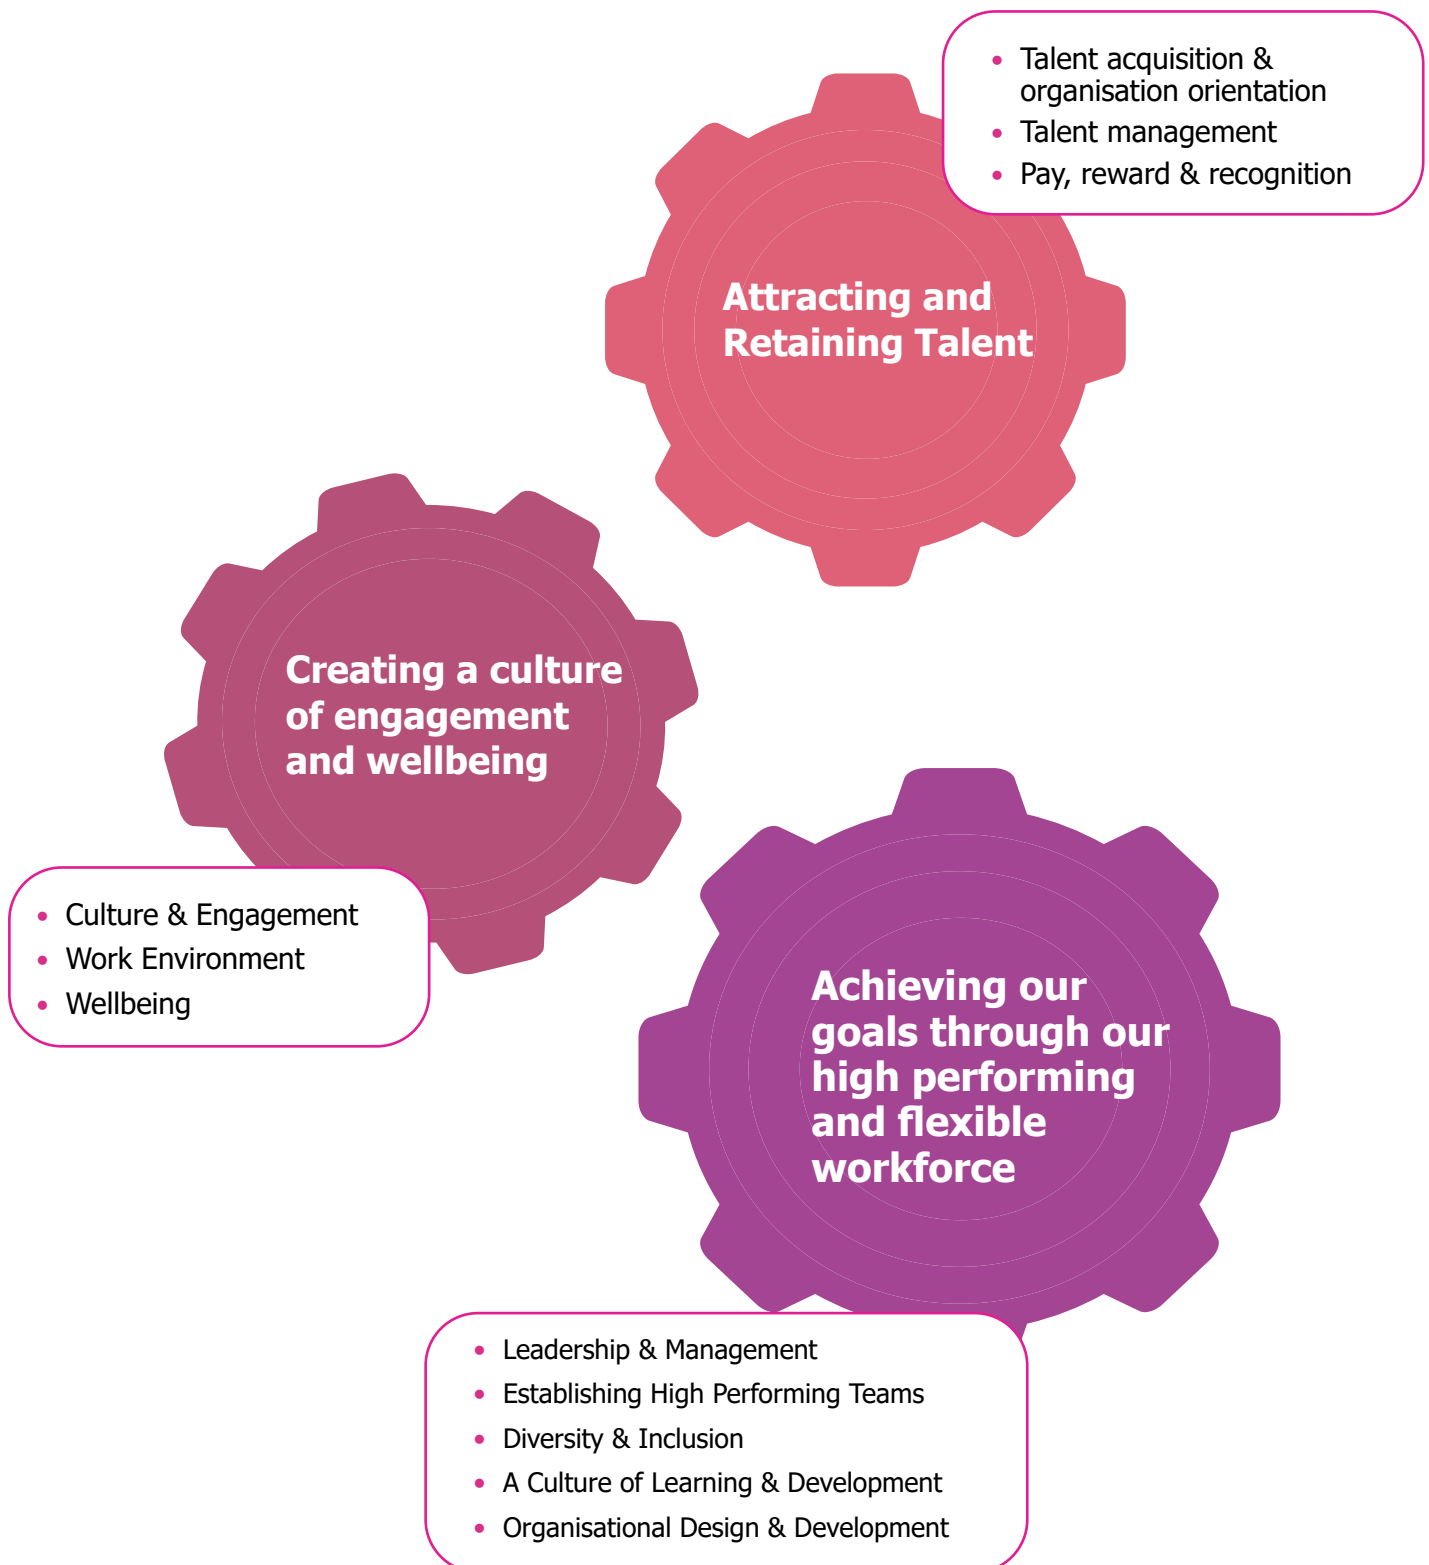 • Talent acquisition &
organisation orientation
• Talent management
• Pay, reward & recognition
Attracting and
Retaining Talent
Creating a culture
of engagement
and wellbeing
• Culture & Engagement
• Work Environment
• Wellbeing
Achieving our
goals through our
high performing
and flexible
workforce
• Leadership & Management
• Establishing High Performing Teams
• Diversity & Inclusion
• A Culture of Learning & Development
• Organisational Design & Development